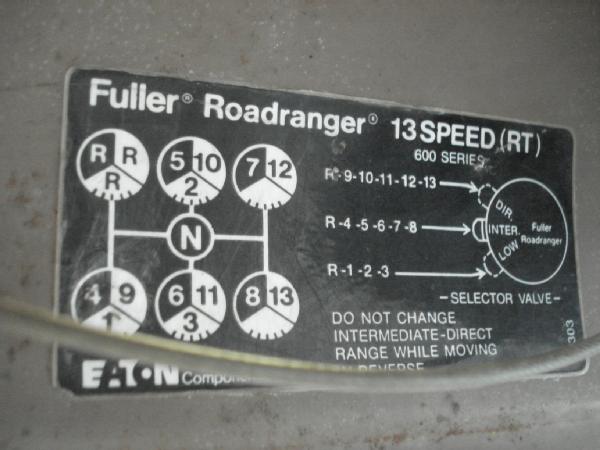 Fuller® Roadranger® 13 SPEED (RT)
600 SERIES
R R R
5 10 2
7 12
N
4 9 1
6 11 3
8 13
R-9-10-11-12-13
R-4-5-6-7-8
R-1-2-3
DIR.
INTER.
LOW
Fuller
Roadranger
-SELECTOR VALVE-
DO NOT CHANGE
INTERMEDIATE-DIRECT
RANGE WHILE MOVING
REVERSE
EATON
303